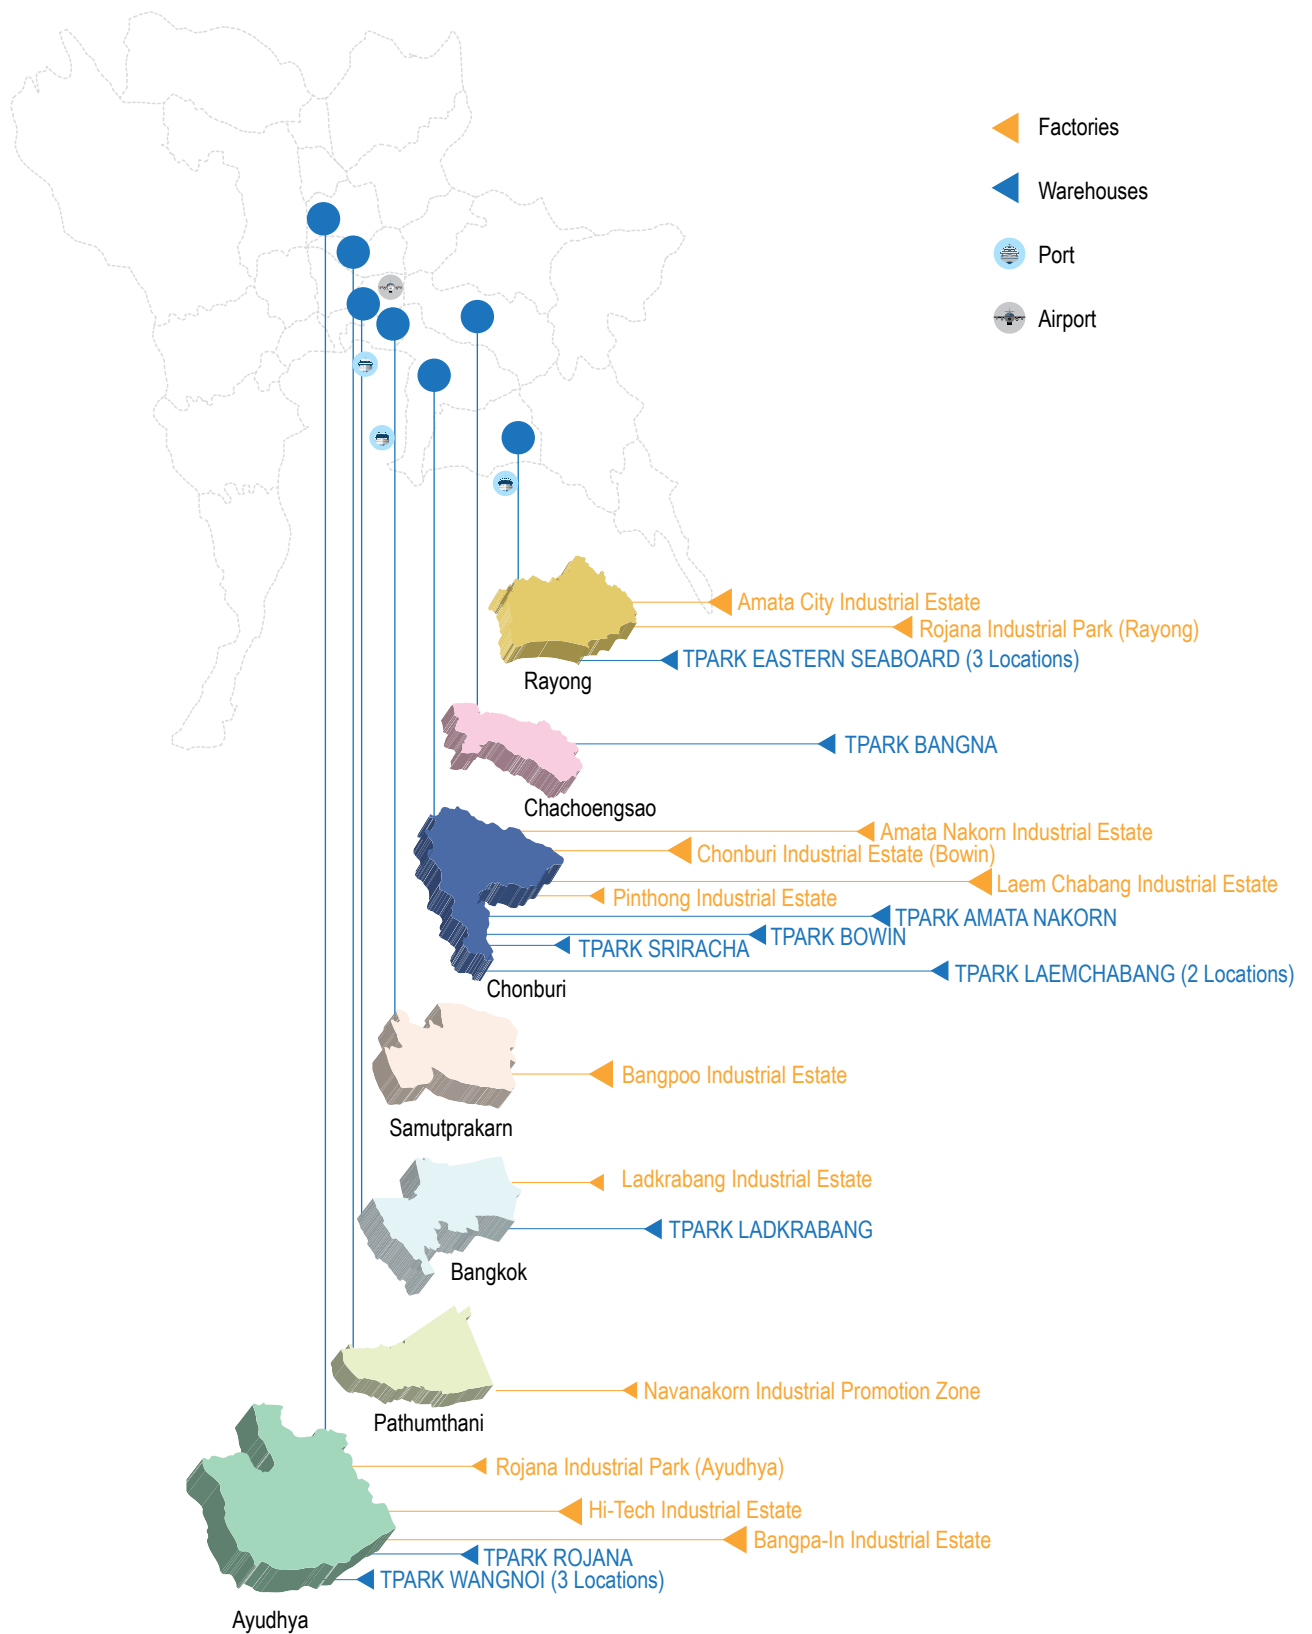 Factories
Warehouses
Port
Airport
Amata City Industrial Estate
Rojana Industrial Park (Rayong)
TPARK EASTERN SEABOARD (3 Locations)
Rayong
TPARK BANGNA
Chachoengsao
Amata Nakorn Industrial Estate
Chonburi Industrial Estate (Bowin)
Laem Chabang Industrial Estate
Pinthong Industrial Estate
TPARK AMATA NAKORN
TPARK BOWIN
TPARK SRIRACHA
TPARK LAEMCHABANG (2 Locations)
Chonburi
Bangpoo Industrial Estate
Samutprakarn
Ladkrabang Industrial Estate
TPARK LADKRABANG
Bangkok
Navanakorn Industrial Promotion Zone
Pathumthani
Rojana Industrial Park (Ayudhya)
Hi-Tech Industrial Estate
Bangpa-In Industrial Estate
TPARK ROJANA
TPARK WANGNOI (3 Locations)
Ayudhya